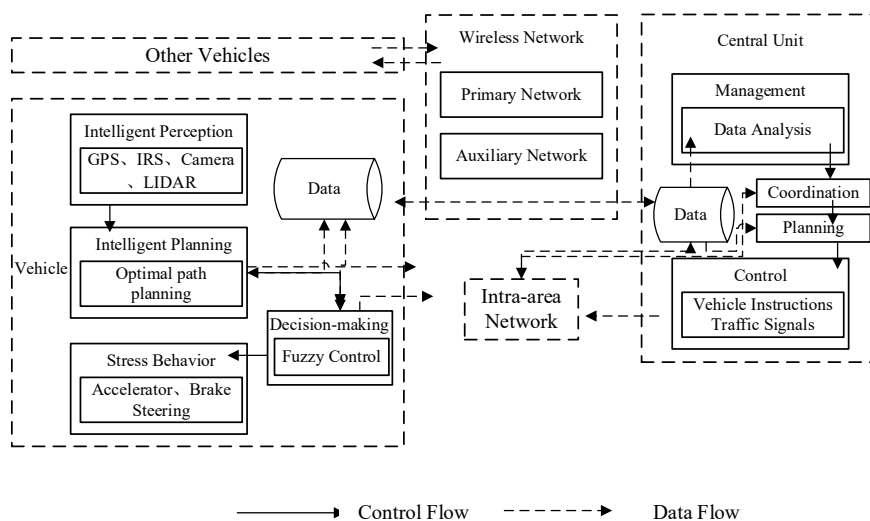 Other Vehicles
Wireless Network
Primary Network
Auxiliary Network
Central Unit
Management
Data Analysis
Coordination
Planning
Data
Control
Vehicle Instructions
Traffic Signals
Vehicle
Intelligent Perception
GPS、IRS、Camera
、LIDAR
Data
Intelligent Planning
Optimal path
planning
Decision-making
Fuzzy Control
Stress Behavior
Accelerator、Brake
Steering
Intra-area
Network
Control Flow
Data Flow